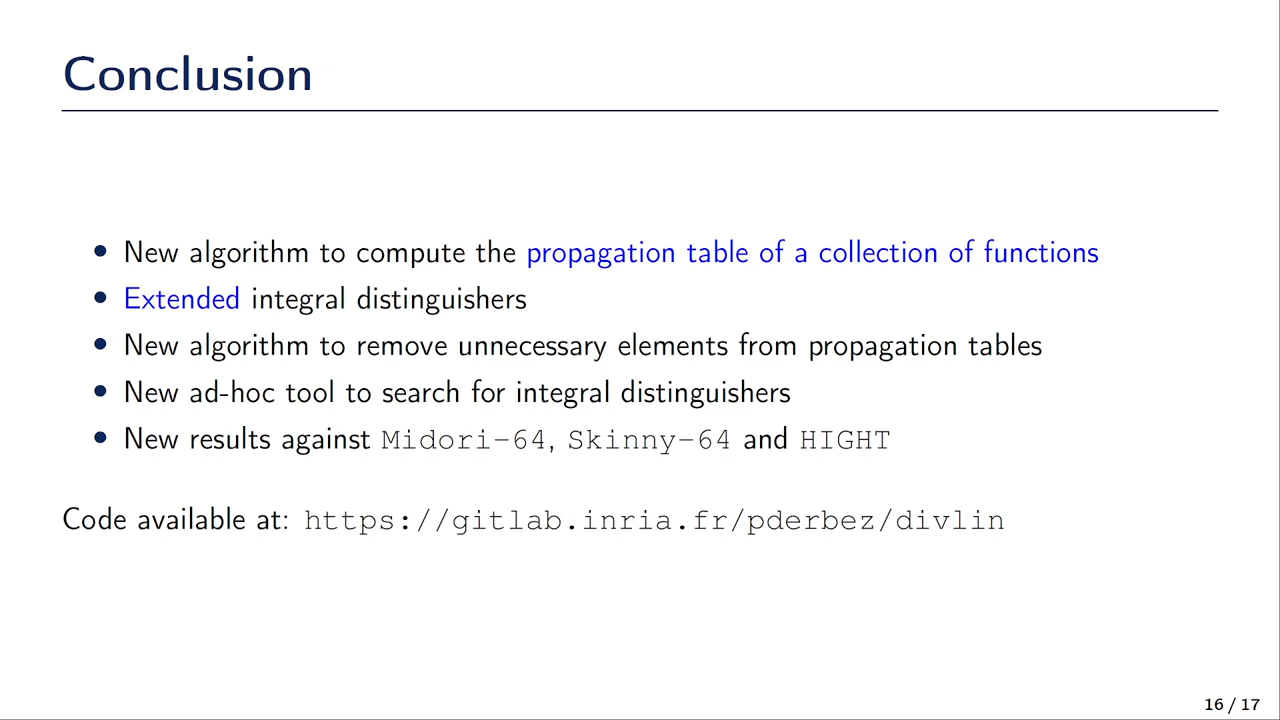 Conclusion
• New algorithm to compute the propagation table of a collection of functions
• Extended integral distinguishers
• New algorithm to remove unnecessary elements from propagation tables
• New ad-hoc tool to search for integral distinguishers
• New results against Midori-64, Skinny-64 and HIGHT
Code available at: https://gitlab.inria.fr/pderbez/divlin
16 / 17